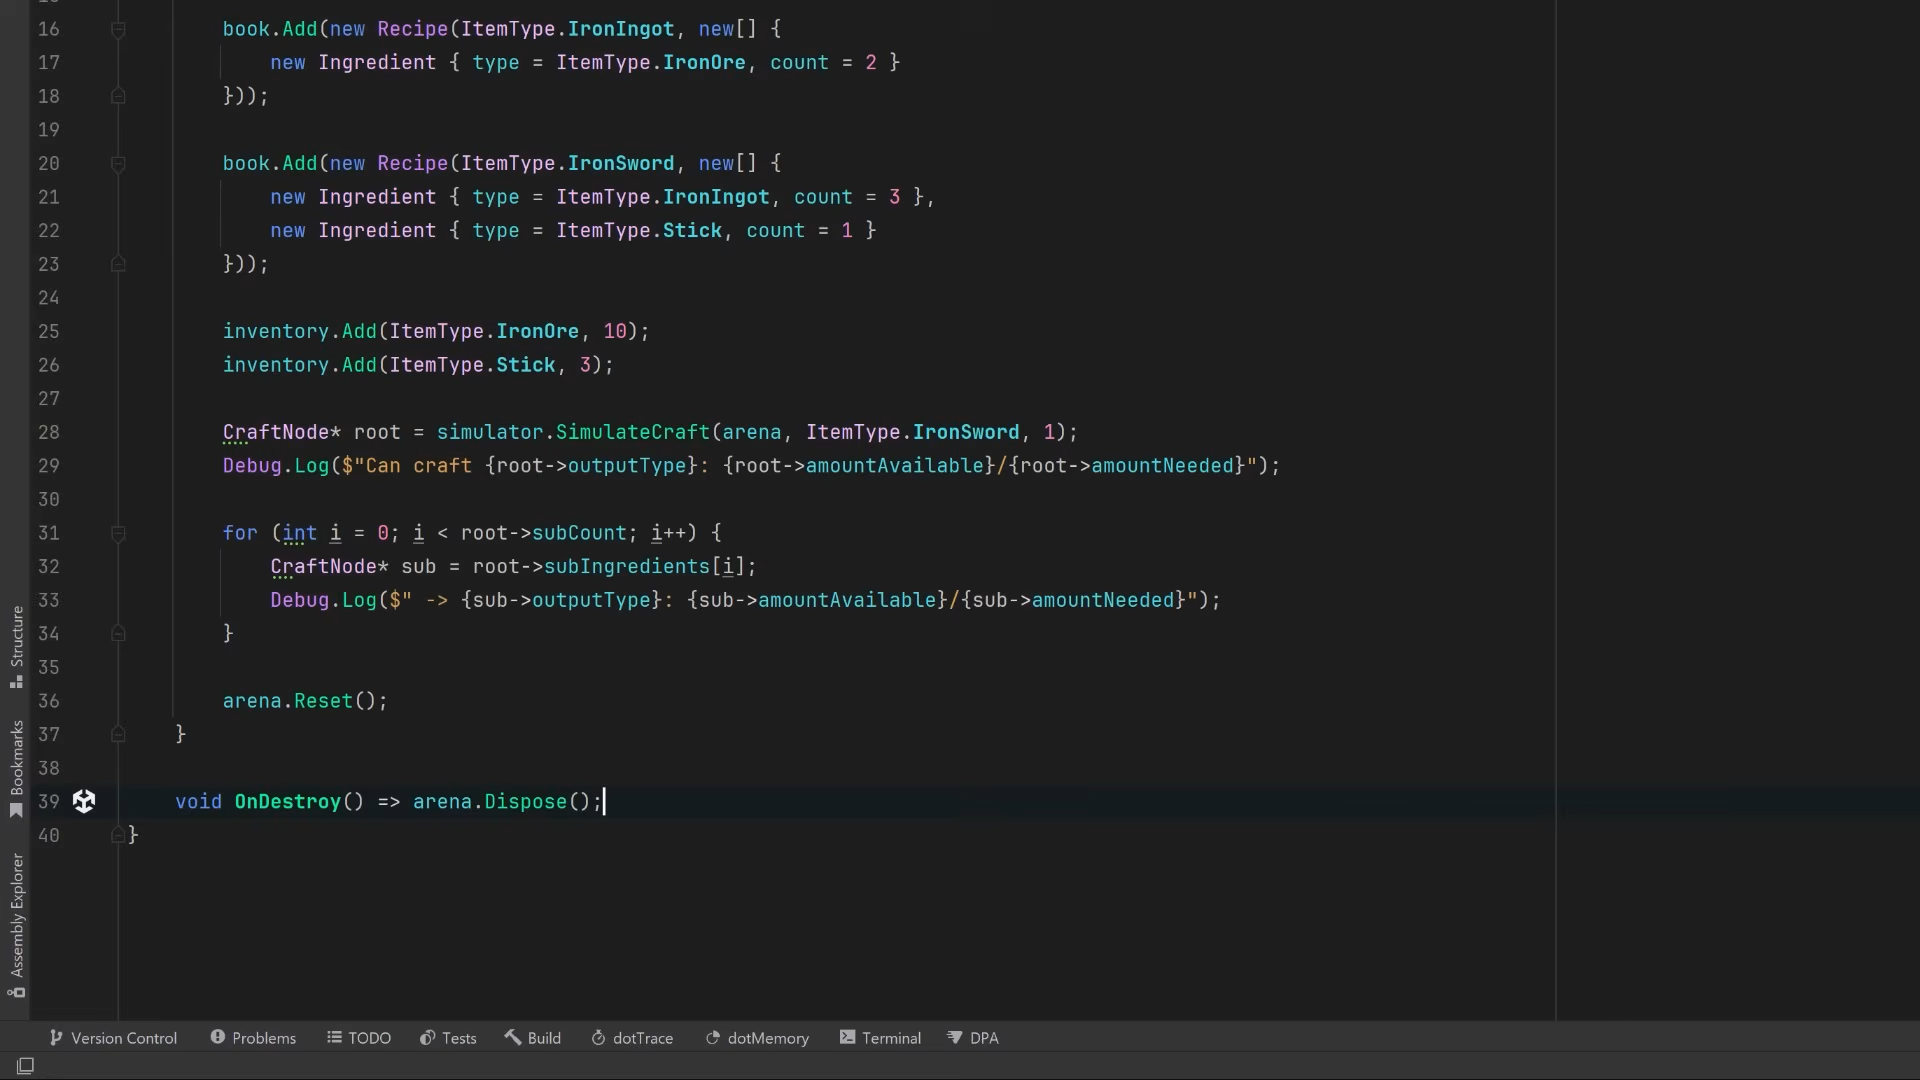 16 book.Add(new Recipe(ItemType.IronIngot, new[] {
17 new Ingredient { type = ItemType.IronOre, count = 2 }
18 }));
19
20 book.Add(new Recipe(ItemType.IronSword, new[] {
21 new Ingredient { type = ItemType.IronIngot, count = 3 },
22 new Ingredient { type = ItemType.Stick, count = 1 }
23 }));
24
25 inventory.Add(ItemType.IronOre, 10);
26 inventory.Add(ItemType.Stick, 3);
27
28 CraftNode* root = simulator.SimulateCraft(arena, ItemType.IronSword, 1);
29 Debug.Log($"Can craft {root->outputType}: {root->amountAvailable}/{root->amountNeeded}");
30
31 for (int i = 0; i < root->subCount; i++) {
32 CraftNode* sub = root->subIngredients[i];
33 Debug.Log($" -> {sub->outputType}: {sub->amountAvailable}/{sub->amountNeeded}");
34 }
35
36 arena.Reset();
37 }
38
39 void OnDestroy() => arena.Dispose();
40 }
Structure
Bookmarks
Assembly Explorer
Version Control Problems TODO Tests Build dotTrace dotMemory Terminal DPA